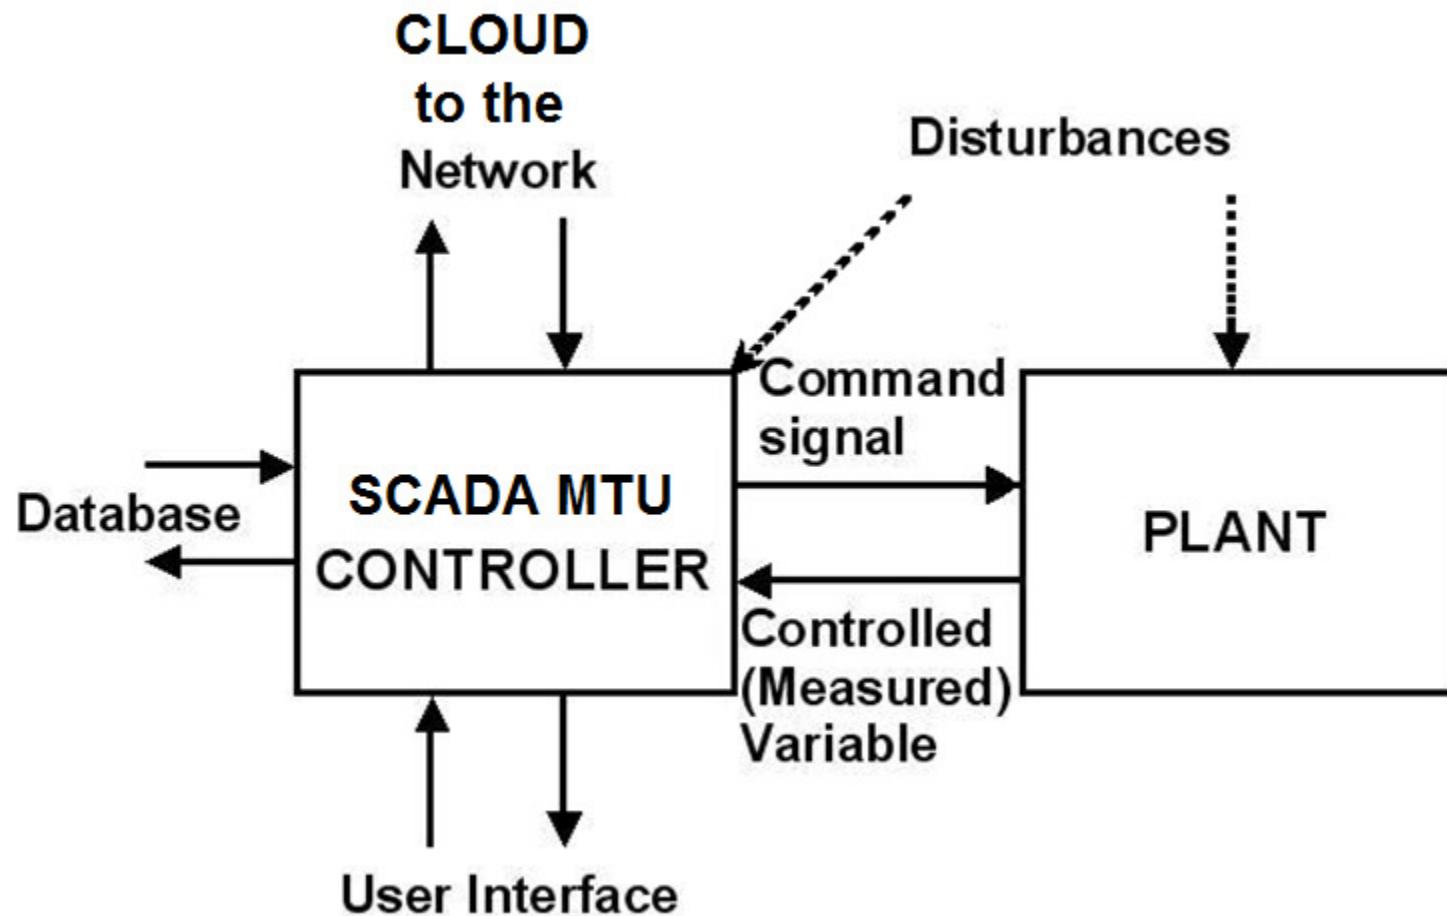 CLOUD
to the
Network
Disturbances
Command
signal
Database
SCADA MTU
CONTROLLER
PLANT
Controlled
(Measured)
Variable
User Interface